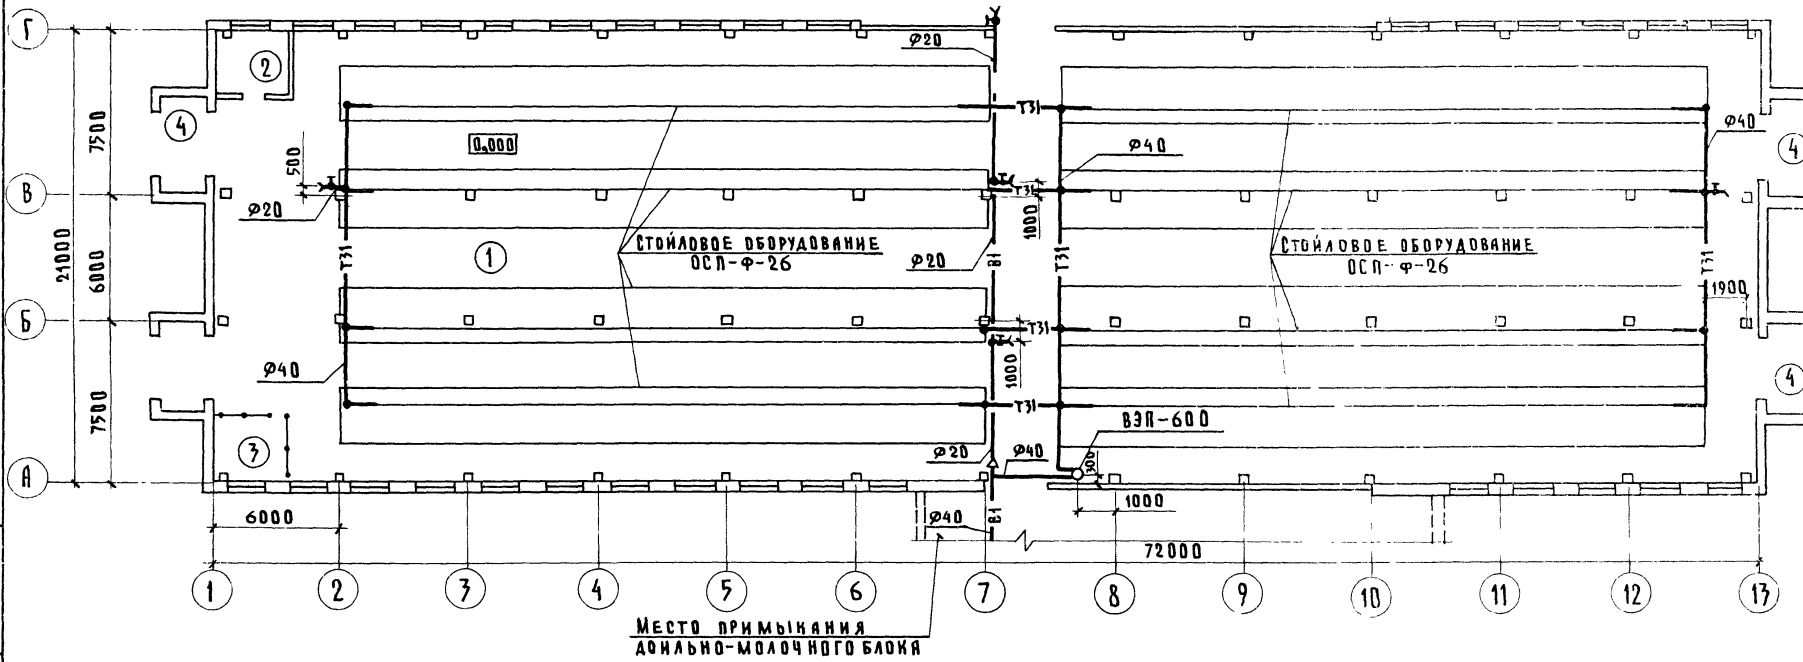 Г
ø20
2
Т31
4
7500
0,000
500
ø40
ø40
4
В
ø20
Т31
1000
21000
6000
Т31
1
Стойловое оборудование
ОСП-Ф-26
ø20
В1
Т31
Стойловое оборудование
ОСП-Ф-26
Т31
1900
Б
Т31
7500
ø40
1000
Т31
4
ВЭП-600
3
ø20
ø40
300
А
6000
ø40
В1
1000
72000
1
2
3
4
5
6
7
8
9
10
11
12
13
Место примыкания
доильно-молочного блока